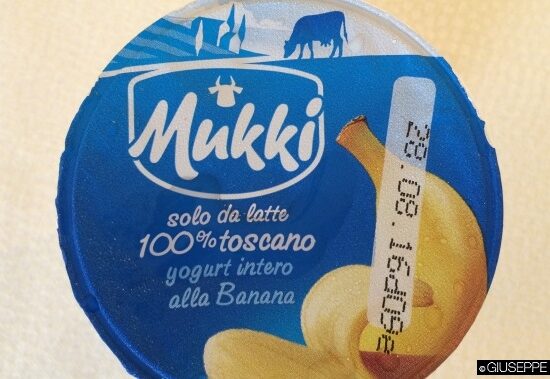 Mukki
solo da latte
100% toscano
yogurt intero
alla Banana
28.08.16
© GIUSEPPE